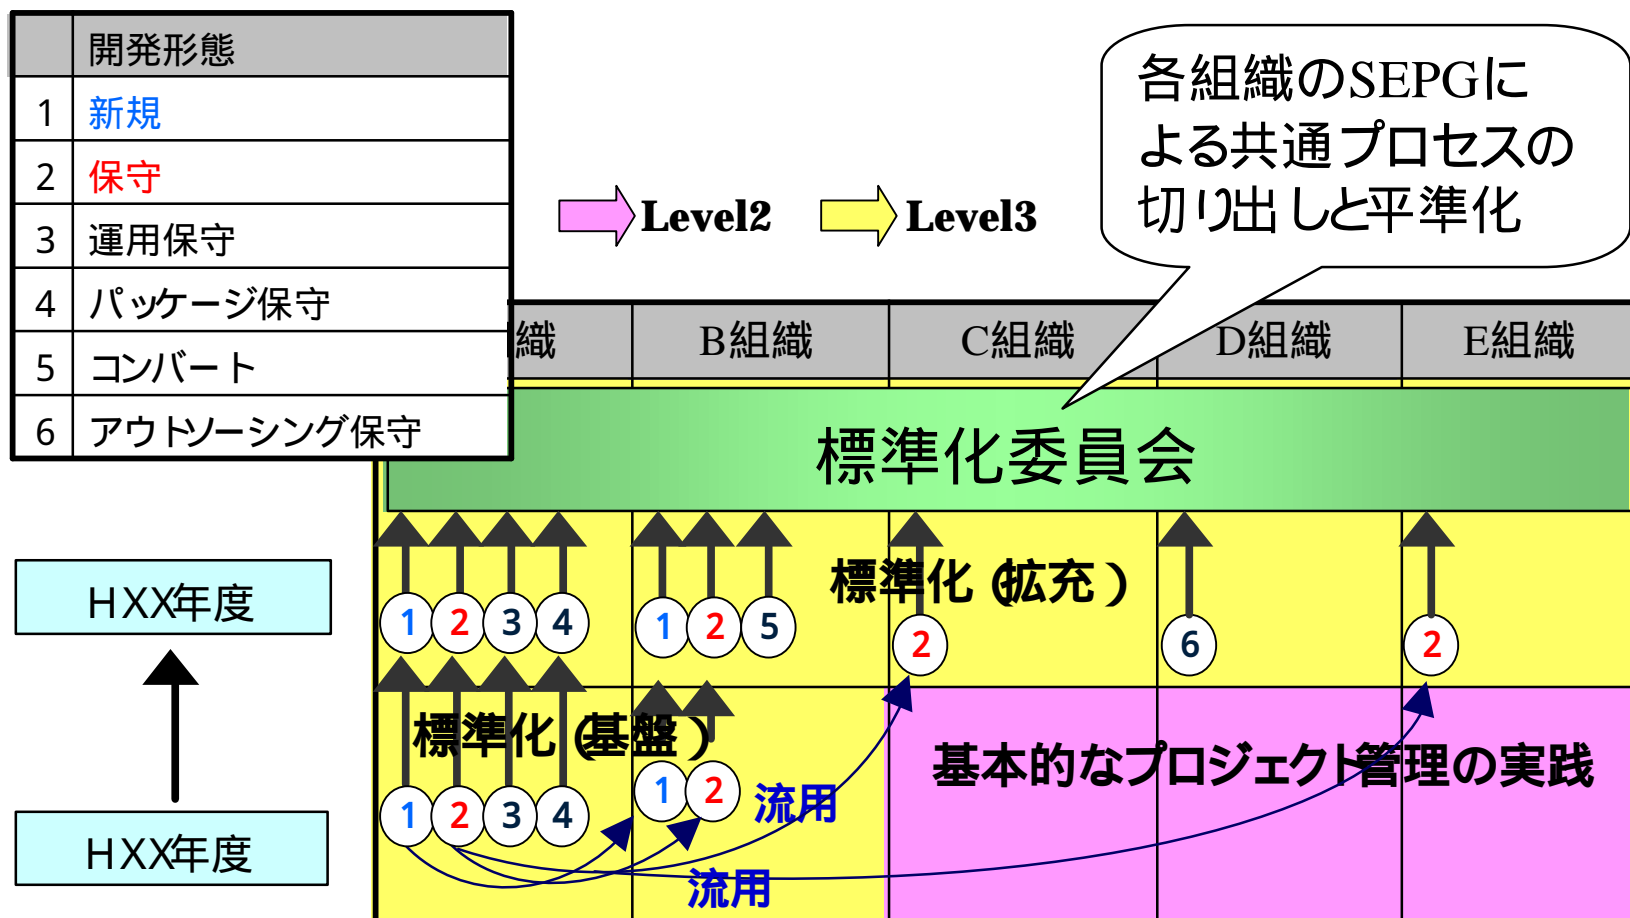 開発形態
1 新規
2 保守
3 運用保守
4 パッケージ保守
5 コンバート
6 アウトソーシング保守
Level2
Level3
各組織のSEPGに
よる共通プロセスの
切り出しと平準化
織
B組織
C組織
D組織
E組織
標準化委員会
標準化(拡充)
HXX年度
1 2 3 4
1 2 5
2
6
2
標準化(基盤)
基本的なプロジェクト管理の実践
1 2
流用
1 2 3 4
HXX年度
流用